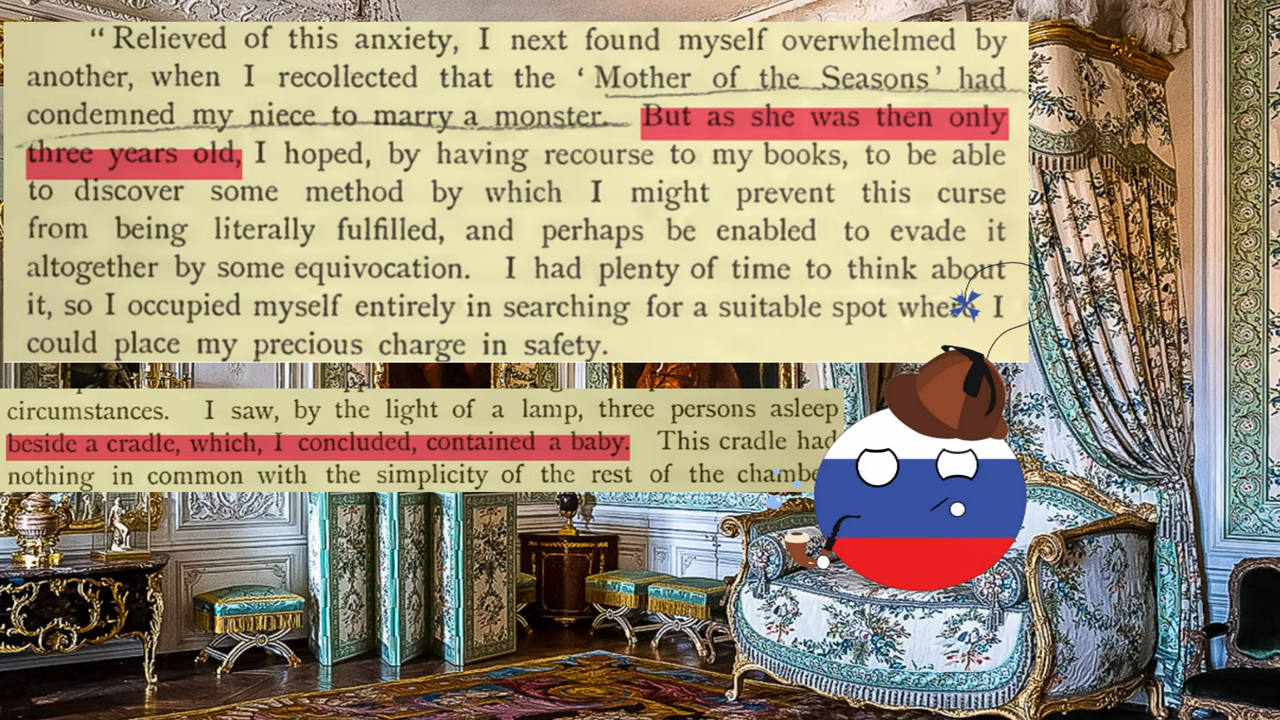 “Relieved of this anxiety, I next found myself overwhelmed by
another, when I recollected that the ‘Mother of the Seasons’ had
condemned my niece to marry a monster. But as she was then only
three years old, I hoped, by having recourse to my books, to be able
to discover some method by which I might prevent this curse
from being literally fulfilled, and perhaps be enabled to evade it
altogether by some equivocation. I had plenty of time to think about
it, so I occupied myself entirely in searching for a suitable spot where I
could place my precious charge in safety.
circumstances. I saw, by the light of a lamp, three persons asleep
beside a cradle, which, I concluded, contained a baby. This cradle had
nothing in common with the simplicity of the rest of the